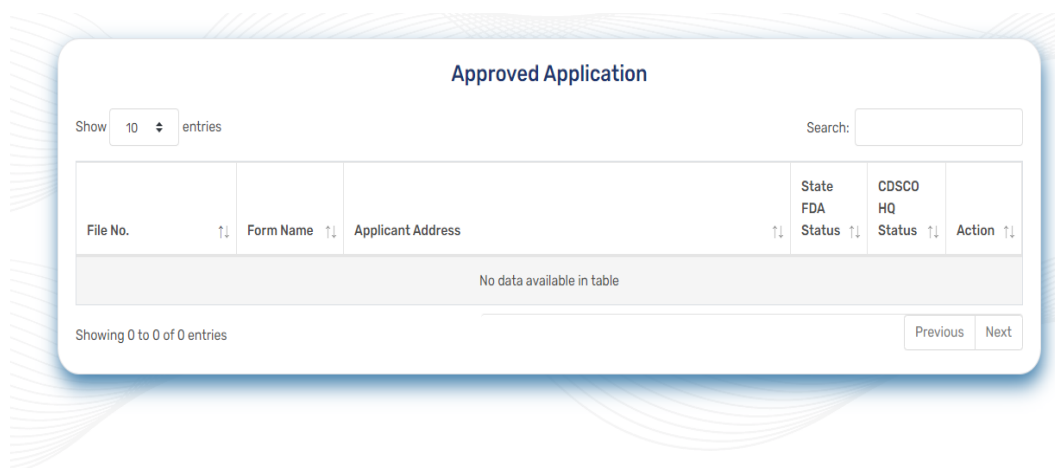 Approved Application
Show 10 entries
Search:
File No.
Form Name
Applicant Address
State
FDA
Status
CDSCO
HQ
Status
Action
No data available in table
Showing 0 to 0 of 0 entries
Previous Next